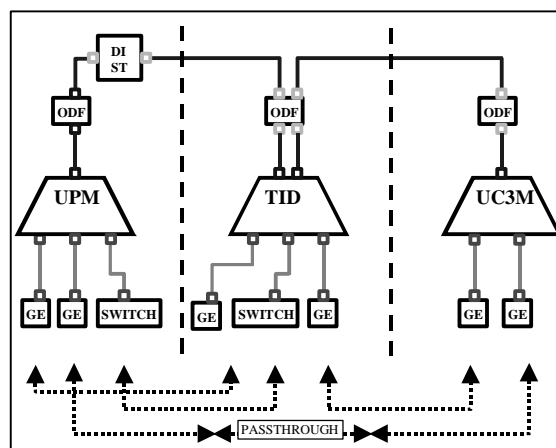 DI
ST
ODF
ODF
ODF
UPM
TID
UC3M
GE
GE
SWITCH
GE
SWITCH
GE
GE
GE
PASSTHROUGH